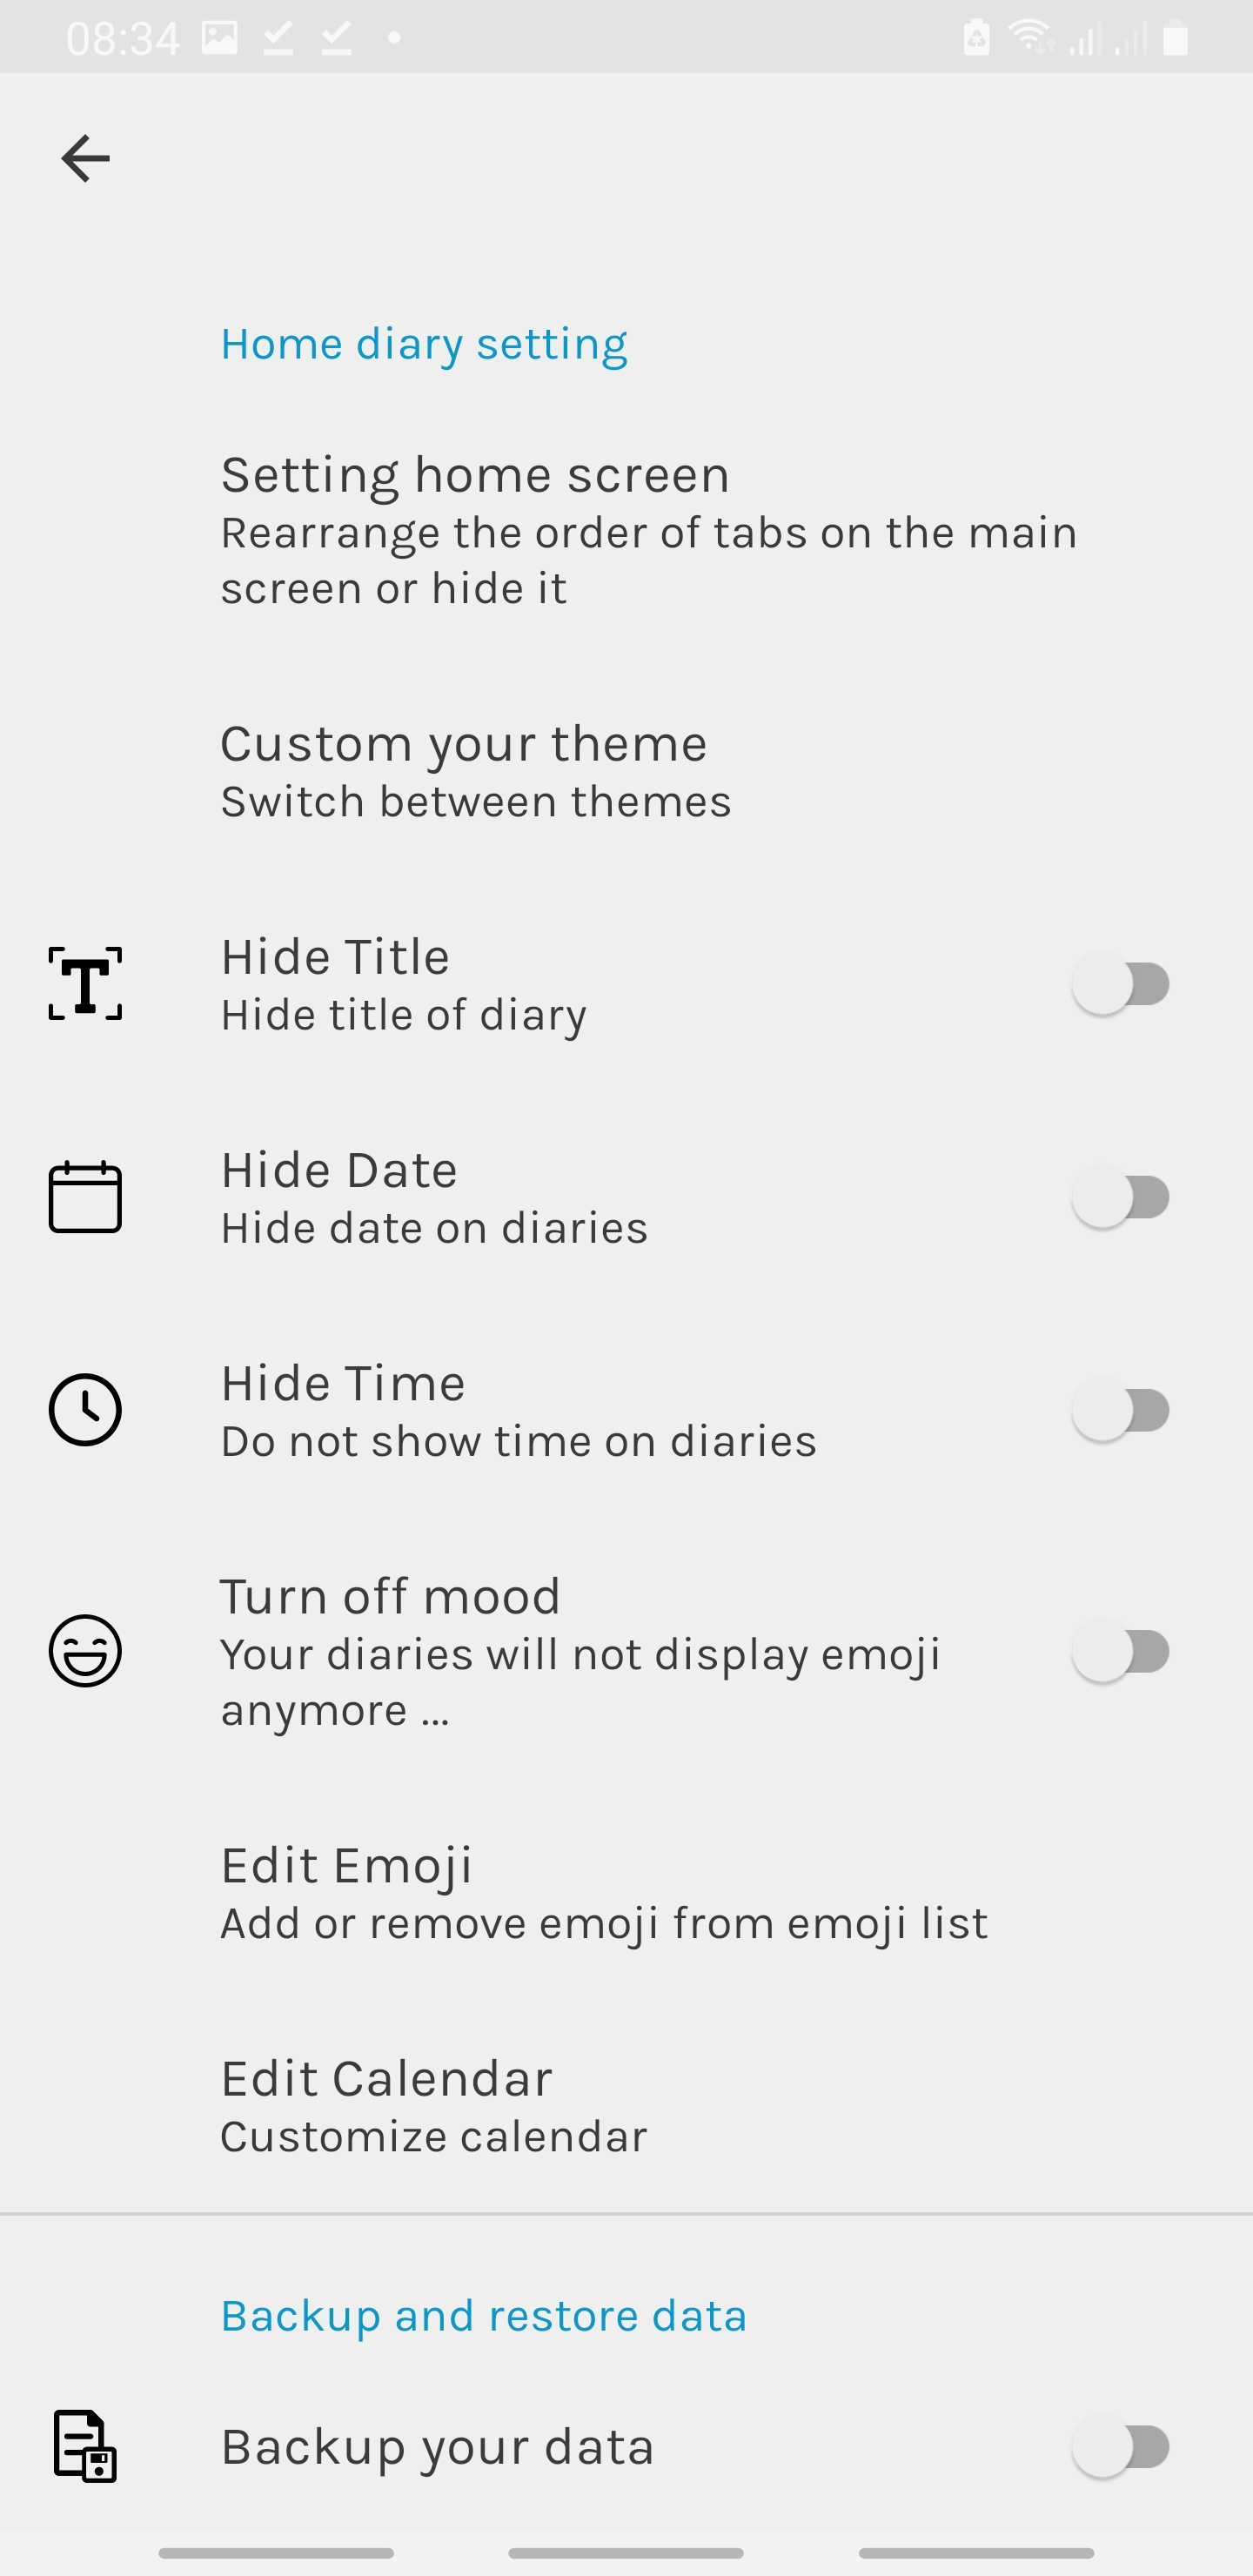 08:34
Home diary setting
Setting home screen
Rearrange the order of tabs on the main
screen or hide it
Custom your theme
Switch between themes
Hide Title
Hide title of diary
Hide Date
Hide date on diaries
Hide Time
Do not show time on diaries
Turn off mood
Your diaries will not display emoji
anymore ...
Edit Emoji
Add or remove emoji from emoji list
Edit Calendar
Customize calendar
Backup and restore data
Backup your data